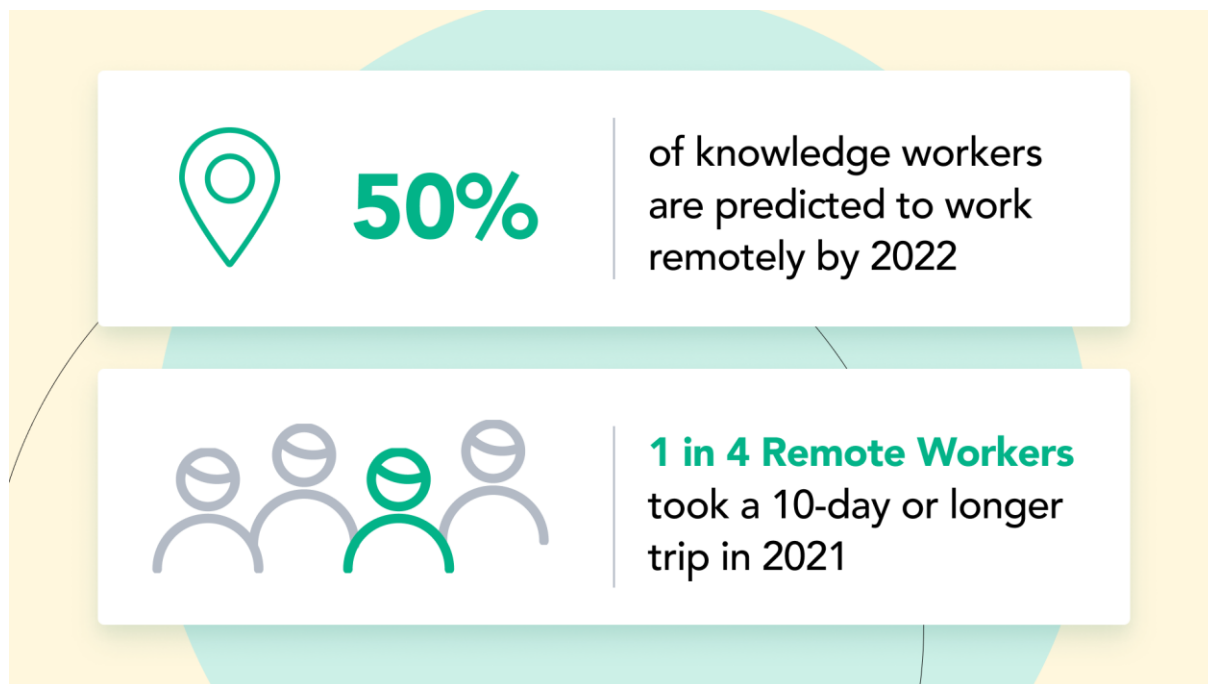 50%
of knowledge workers
are predicted to work
remotely by 2022
1 in 4 Remote Workers
took a 10-day or longer
trip in 2021